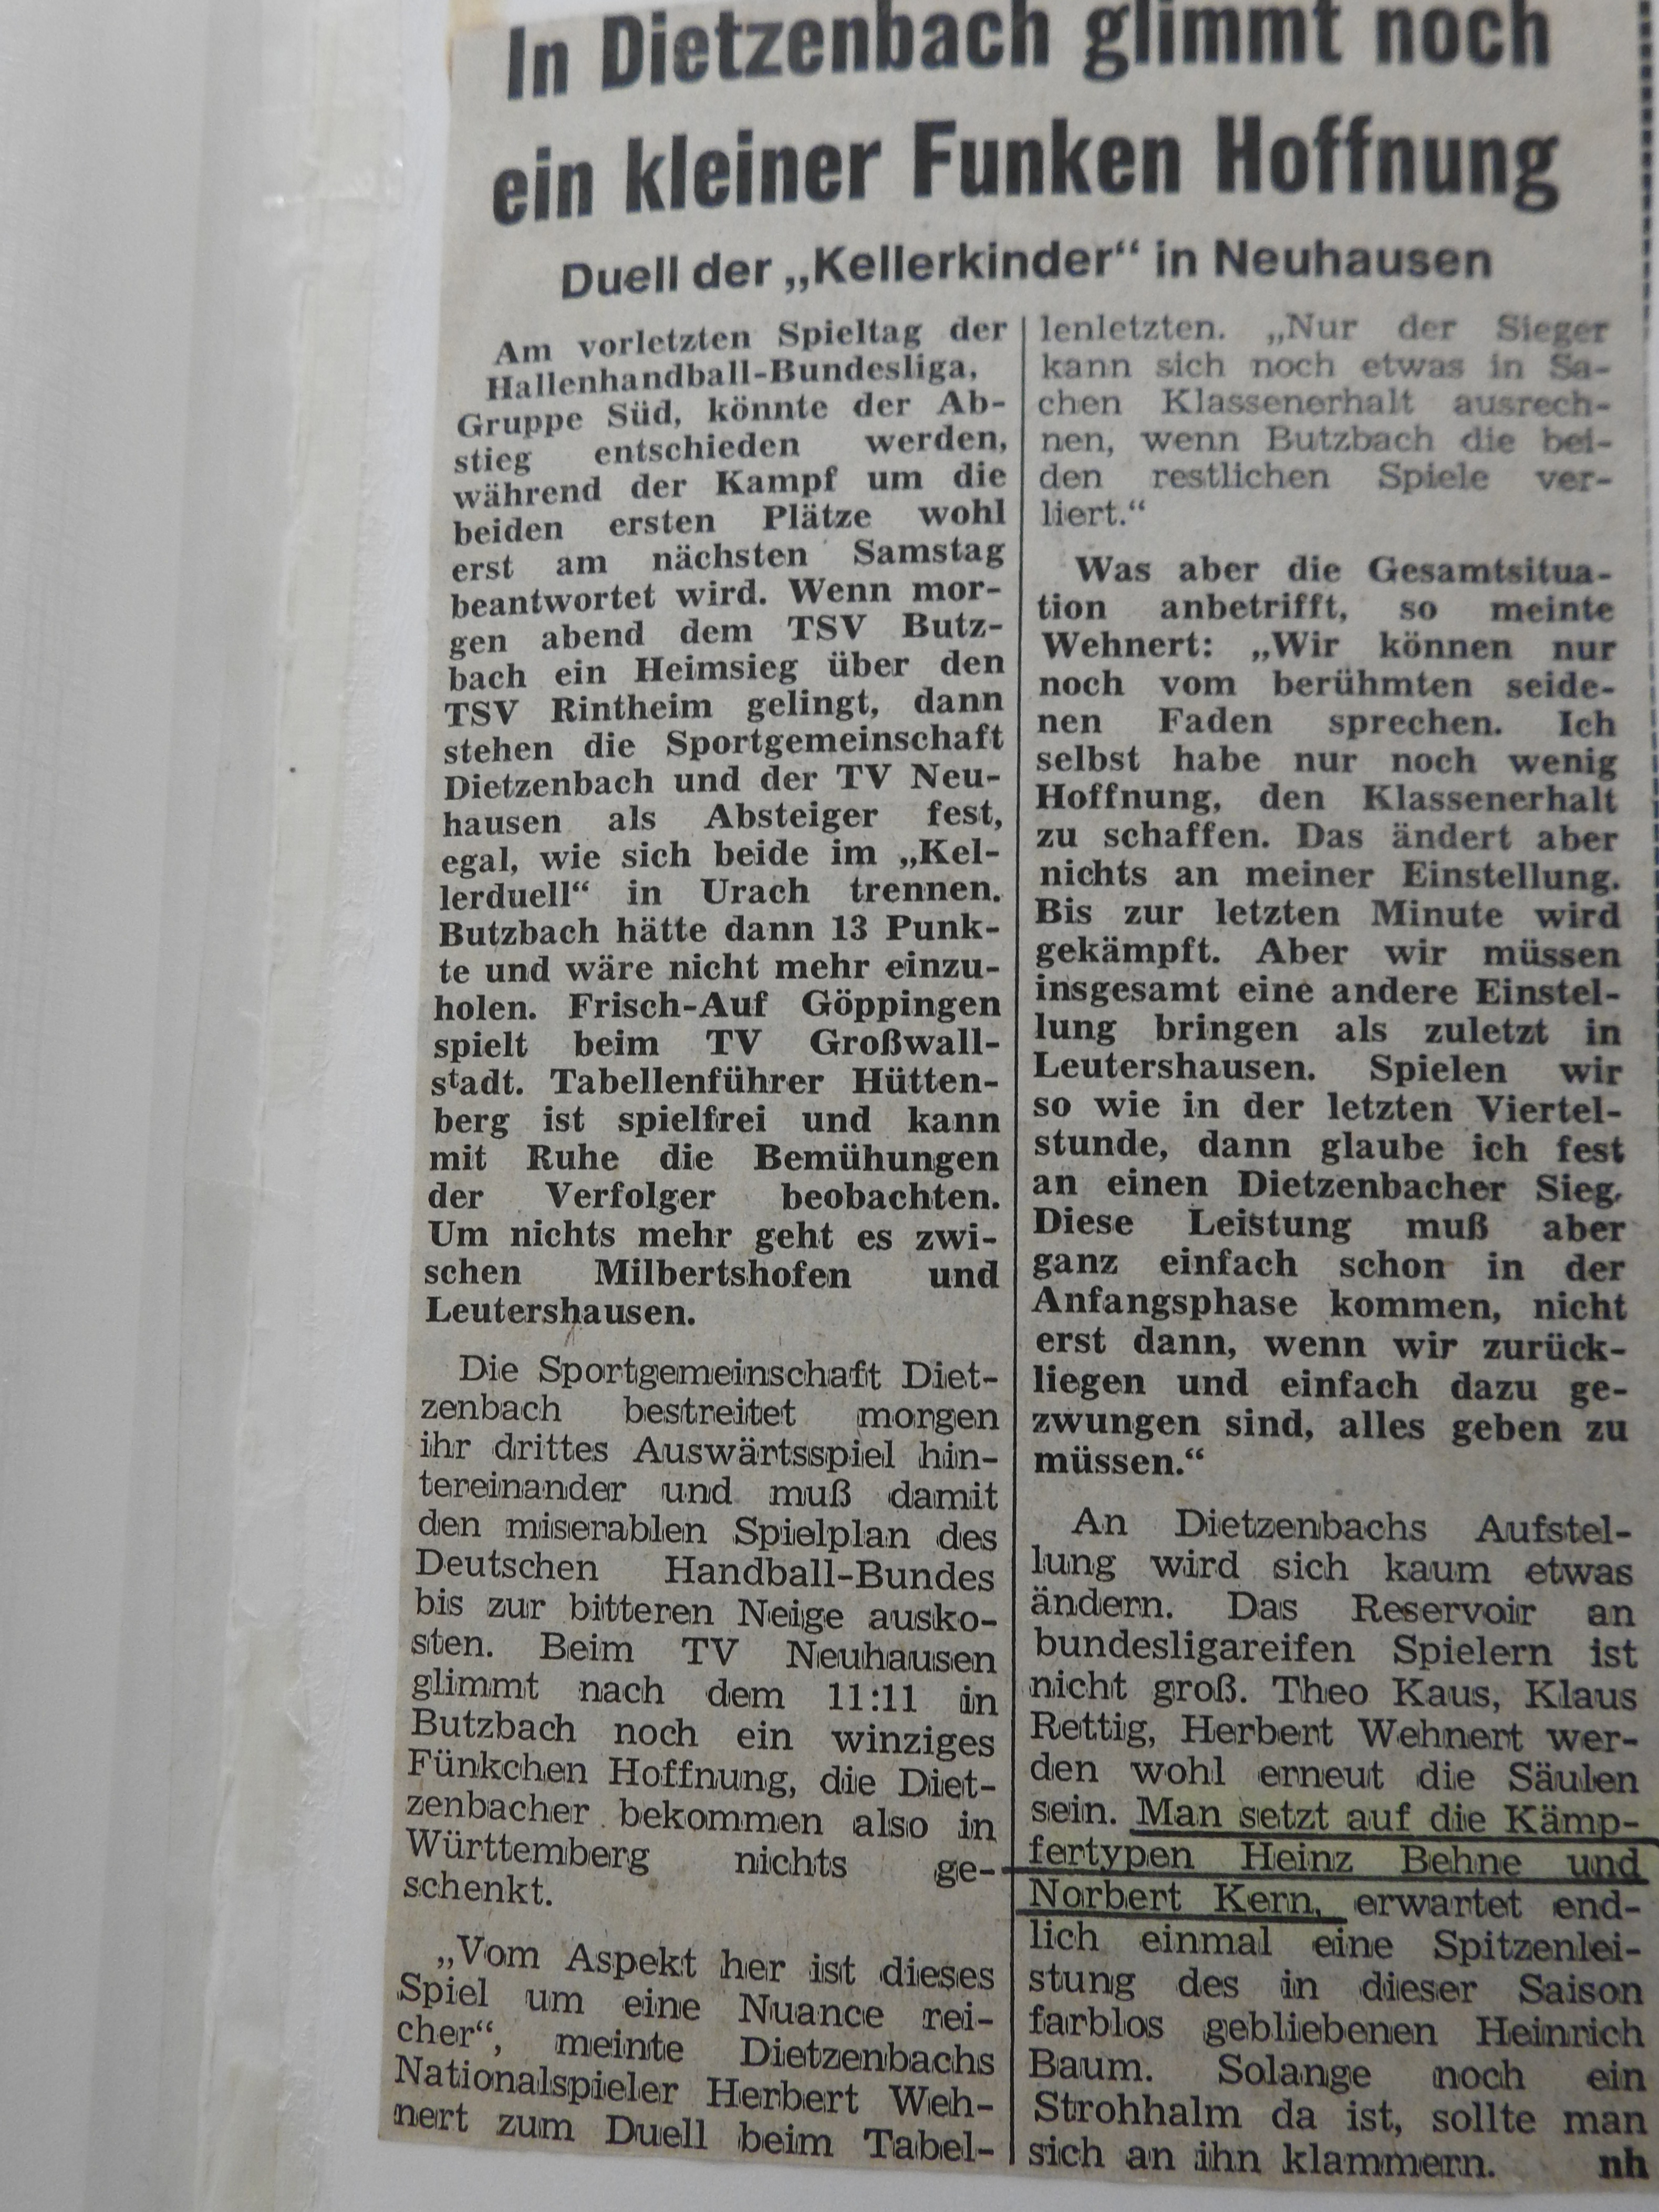 In Dietzenbach glimmt noch
ein kleiner Funken Hoffnung
Duell der „Kellerkinder“ in Neuhausen
Am vorletzten Spieltag der
Hallenhandball-Bundesliga,
Gruppe Süd, könnte der Ab-
stieg entschieden werden,
während der Kampf um die
beiden ersten Plätze wohl
erst am nächsten Samstag
beantwortet wird. Wenn mor-
gen abend dem TSV Butz-
bach ein Heimsieg über den
TSV Rintheim gelingt, dann
stehen die Sportgemeinschaft
Dietzenbach und der TV Neu-
hausen als Absteiger fest,
egal, wie sich beide im „Kel-
lerduell“ in Urach trennen.
Butzbach hätte dann 13 Punk-
te und wäre nicht mehr einzu-
holen. Frisch-Auf Göppingen
spielt beim TV Großwall-
stadt. Tabellenführer Hütten-
berg ist spielfrei und kann
mit Ruhe die Bemühungen
der Verfolger beobachten.
Um nichts mehr geht es zwi-
schen Milbertshofen und
Leutershausen.
Die Sportgemeinschaft Diet-
zenbach bestreitet morgen
ihr drittes Auswärtsspiel hin-
tereinander und muß damit
den miserablen Spielplan des
Deutschen Handball-Bundes
bis zur bitteren Neige ausko-
sten. Beim TV Neuhausen
glimmt nach dem 11:11 in
Butzbach noch ein winziges
Fünkchen Hoffnung, die Diet-
zenbacher bekommen also in
Württemberg nichts ge-
schenkt.
„Vom Aspekt her ist dieses
Spiel um eine Nuance rei-
cher“, meinte Dietzenbachs
Nationalspieler Herbert Weh-
nert zum Duell beim Tabel-
lenletzten. „Nur der Sieger
kann sich noch etwas in Sa-
chen Klassenerhalt ausrech-
nen, wenn Butzbach die bei-
den restlichen Spiele ver-
liert.“
Was aber die Gesamtsitua-
tion anbetrifft, so meinte
Wehnert: „Wir können nur
noch vom berühmten seide-
nen Faden sprechen. Ich
selbst habe nur noch wenig
Hoffnung, den Klassenerhalt
zu schaffen. Das ändert aber
nichts an meiner Einstellung.
Bis zur letzten Minute wird
gekämpft. Aber wir müssen
insgesamt eine andere Einstel-
lung bringen als zuletzt in
Leutershausen. Spielen wir
so wie in der letzten Viertel-
stunde, dann glaube ich fest
an einen Dietzenbacher Sieg.
Diese Leistung muß aber
ganz einfach schon in der
Anfangsphase kommen, nicht
erst dann, wenn wir zurück-
liegen und einfach dazu ge-
zwungen sind, alles geben zu
müssen.“
An Dietzenbachs Aufstel-
lung wird sich kaum etwas
ändern. Das Reservoir an
bundesligareifen Spielern ist
nicht groß. Theo Kaus, Klaus
Rettig, Herbert Wehnert wer-
den wohl erneut die Säulen
sein. Man setzt auf die Kämp-
fertypen Heinz Behne und
Norbert Kern, erwartet end-
lich einmal eine Spitzenlei-
stung des in dieser Saison
farblos gebliebenen Heinrich
Baum. Solange noch ein
Strohhalm da ist, sollte man
sich an ihn klammern. nh